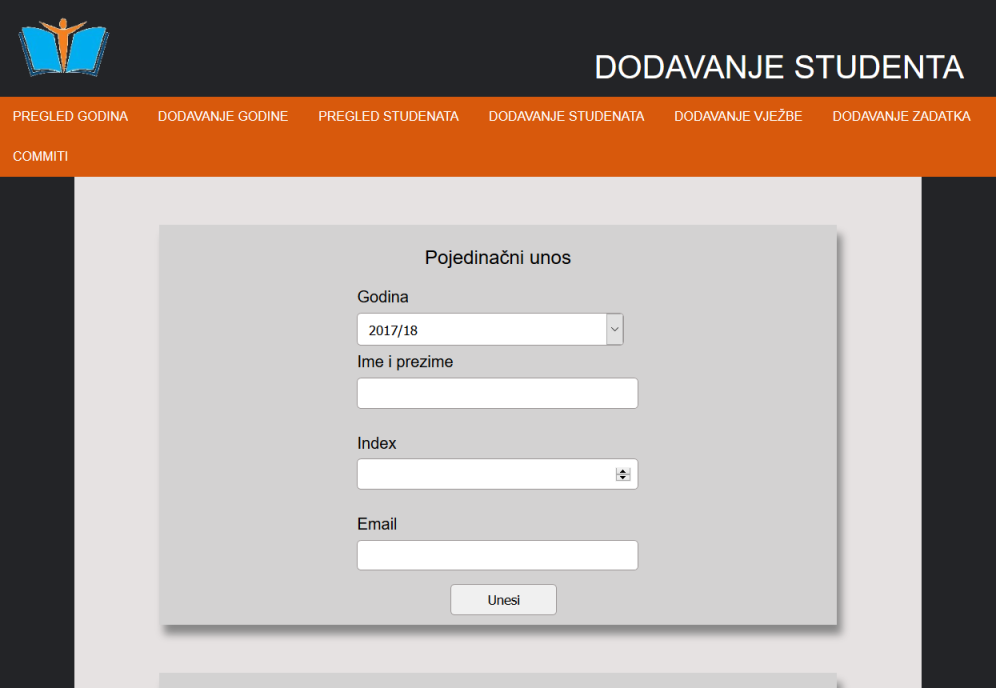 DODAVANJE STUDENTA
PREGLED GODINA DODAVANJE GODINE PREGLED STUDENATA DODAVANJE STUDENATA DODAVANJE VJEŽBE DODAVANJE ZADATKA
COMMITI
Pojedinačni unos
Godina
2017/18
Ime i prezime
Index
Email
Unesi